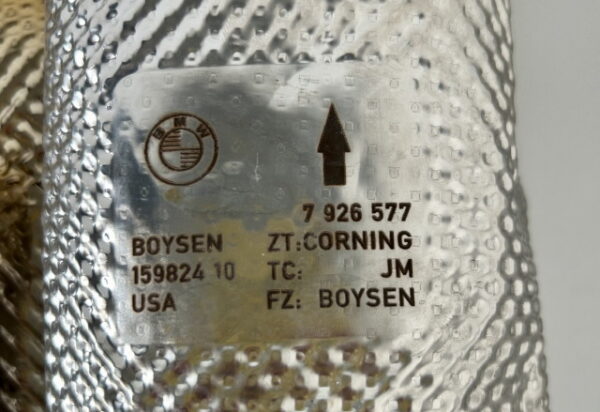 BMW
7 926 577
BOYSEN ZT:CORNING
159824 10 TC: JM
USA FZ: BOYSEN